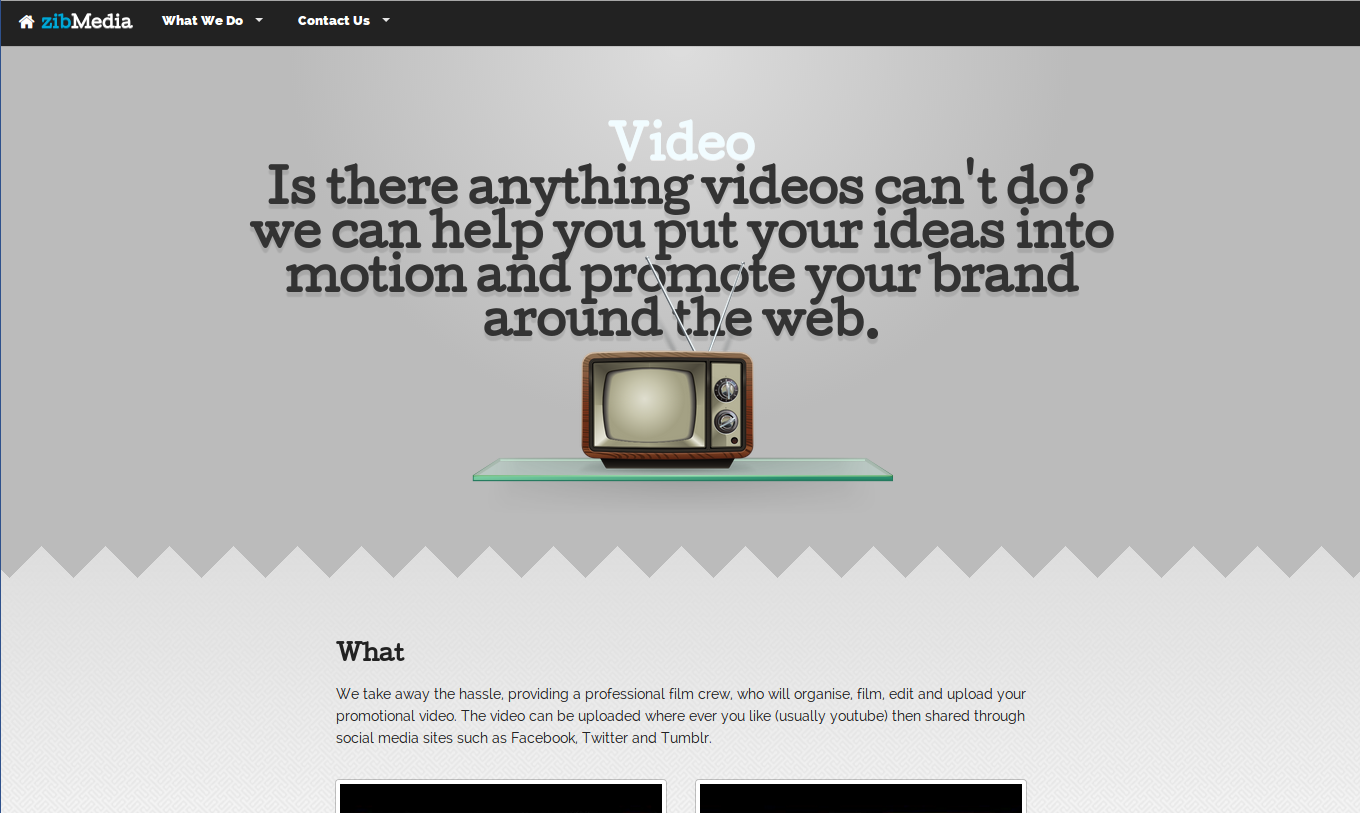 zibMedia What We Do Contact Us
Video
Is there anything videos can't do?
we can help you put your ideas into
motion and promote your brand
around the web.
What
We take away the hassle, providing a professional film crew, who will organise, film, edit and upload your
promotional video. The video can be uploaded where ever you like (usually youtube) then shared through
social media sites such as Facebook, Twitter and Tumblr.